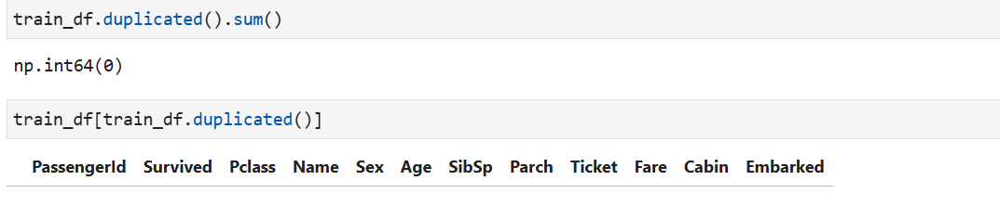 train_df.duplicated().sum()
np.int64(0)
train_df[train_df.duplicated()]
PassengerId Survived Pclass Name Sex Age SibSp Parch Ticket Fare Cabin Embarked